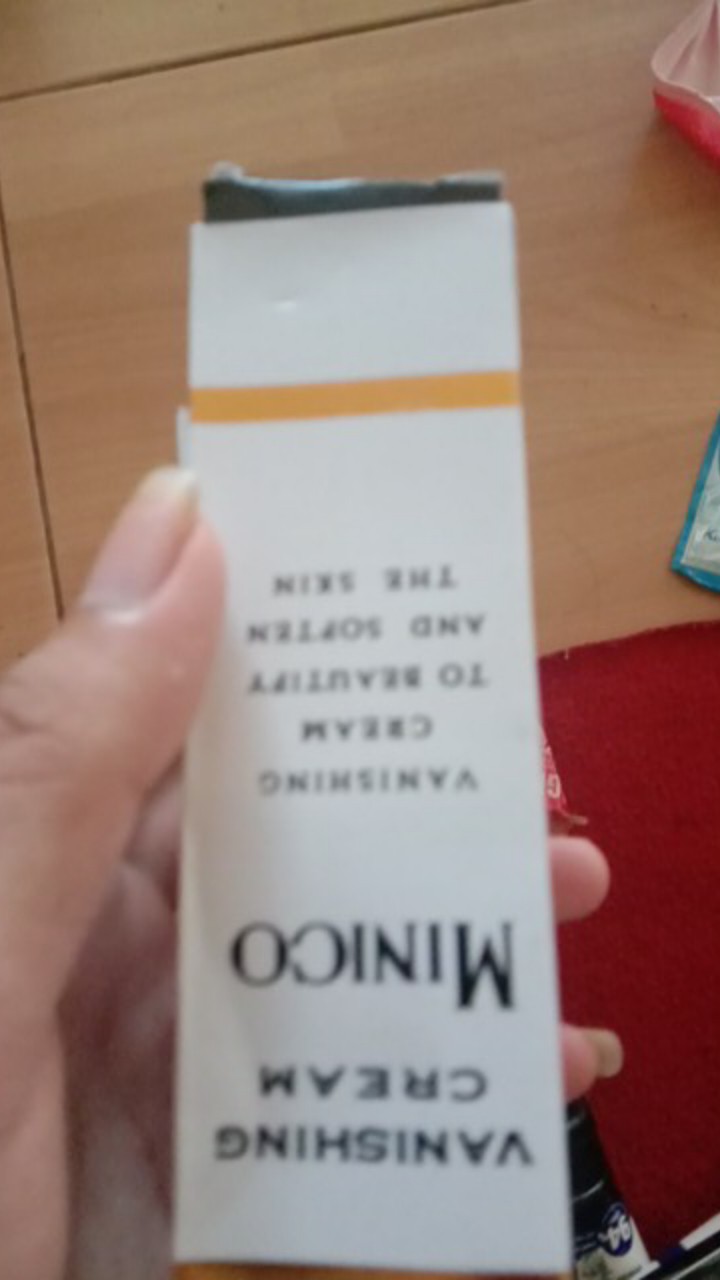 VANISHING
CREAM
MINICO
VANISHING
CREAM
TO BEAUTIFY
AND SOFTEN
THE SKIN